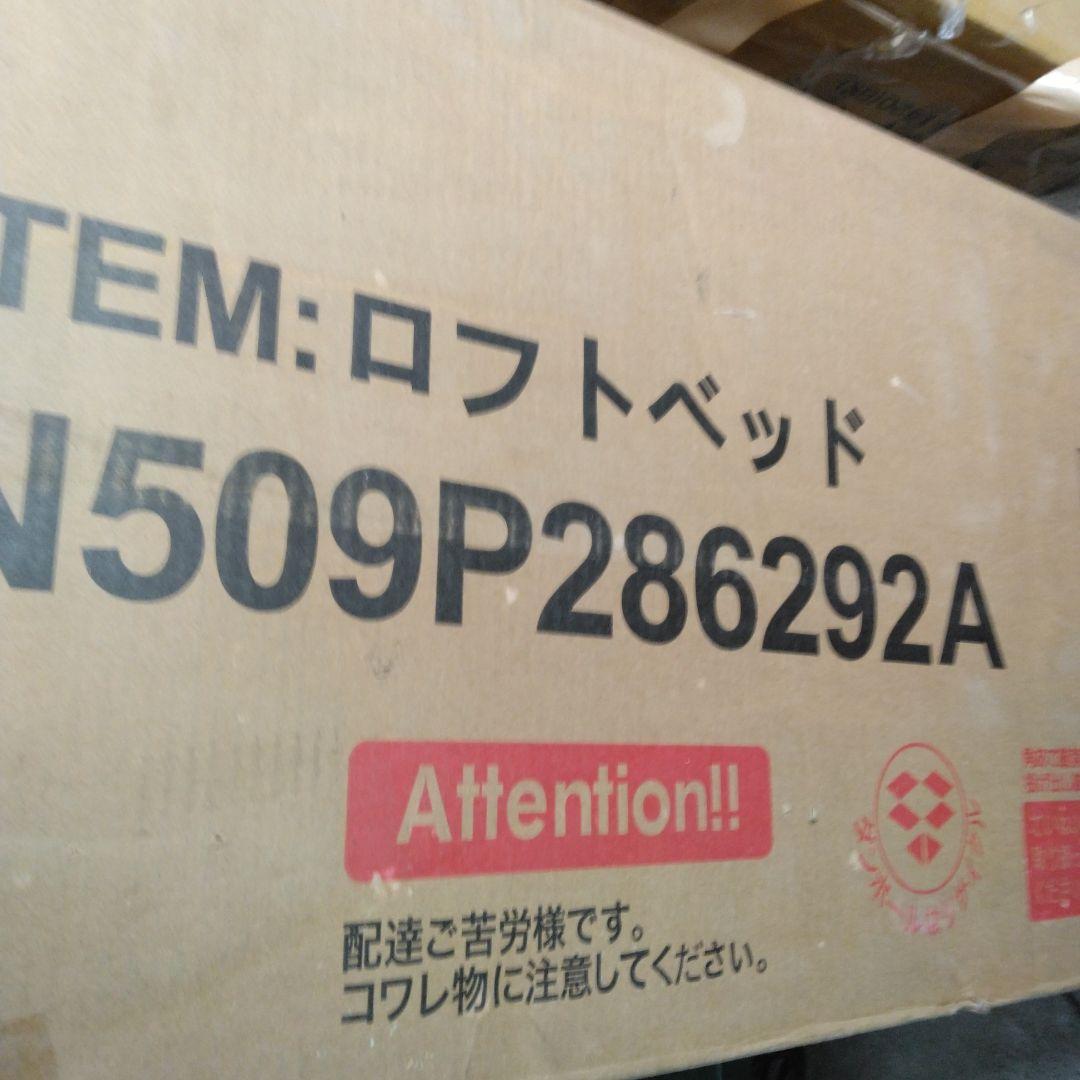 TEM:ロフトベッド
N509P286292A
Attention!!
配達ご苦労様です。
コワレ物に注意してください。